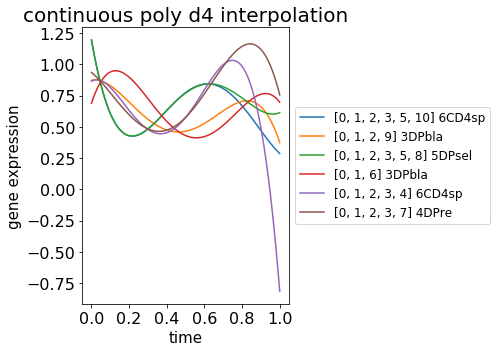 continuous poly d4 interpolation
gene expression
1.25
1.00
0.75
0.50
0.25
0.00
−0.25
−0.50
−0.75
0.0 0.2 0.4 0.6 0.8 1.0
time
[0, 1, 2, 3, 5, 10] 6CD4sp
[0, 1, 2, 9] 3DPbla
[0, 1, 2, 3, 5, 8] 5DPsel
[0, 1, 6] 3DPbla
[0, 1, 2, 3, 4] 6CD4sp
[0, 1, 2, 3, 7] 4DPre